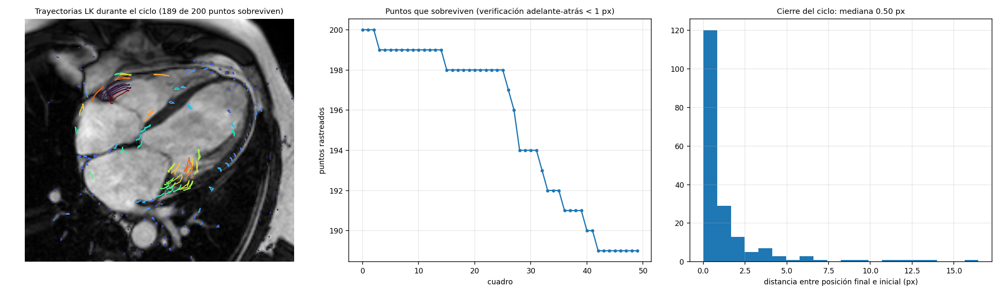 Trayectorias LK durante el ciclo (189 de 200 puntos sobreviven)
Puntos que sobreviven (verificación adelante-atrás < 1 px)
puntos rastreados
200
198
196
194
192
190
0 10 20 30 40 50
cuadro
Cierre del ciclo: mediana 0.50 px
120
100
80
60
40
20
0
0.0 2.5 5.0 7.5 10.0 12.5 15.0
distancia entre posición final e inicial (px)